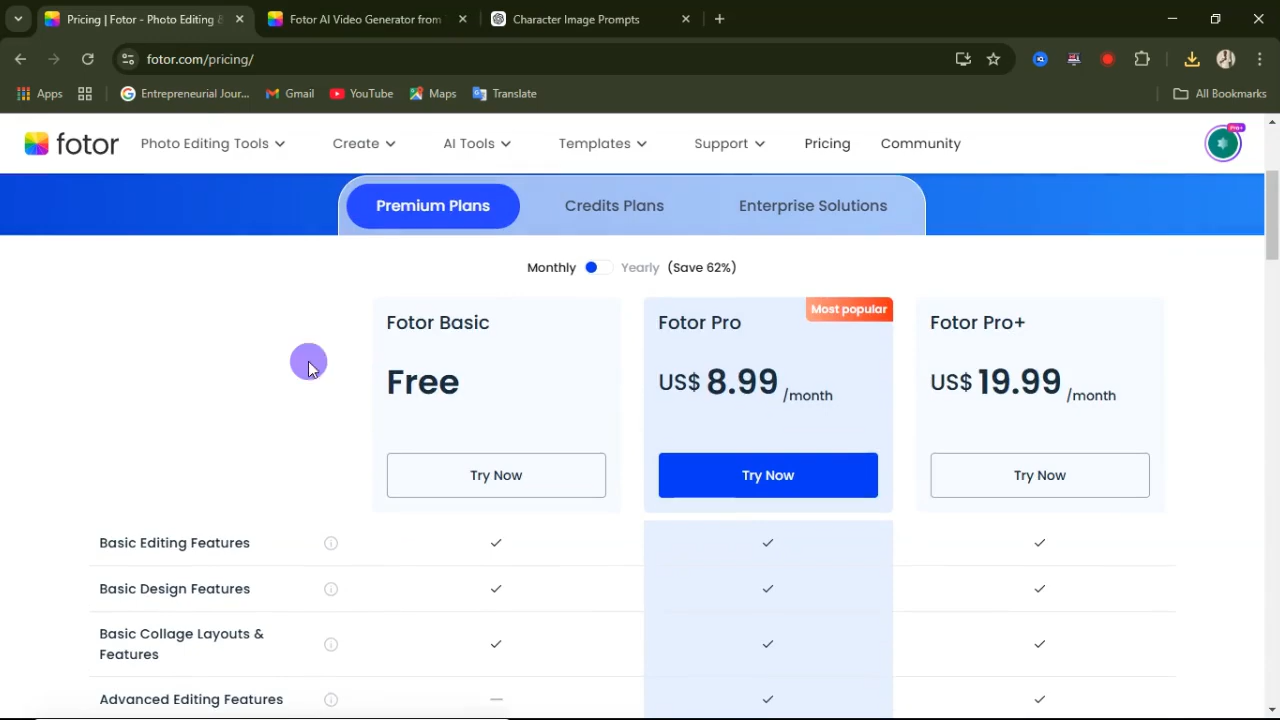 Pricing | Fotor - Photo Editing &
Fotor AI Video Generator from
Character Image Prompts
fotor.com/pricing/
Apps
Entrepreneurial Jour...
Gmail
YouTube
Maps
Translate
All Bookmarks
fotor
Photo Editing Tools
Create
AI Tools
Templates
Support
Pricing
Community
Pro+
Premium Plans
Credits Plans
Enterprise Solutions
Monthly
Yearly
(Save 62%)
Fotor Basic
Free
Try Now
Most popular
Fotor Pro
US$ 8.99 /month
Try Now
Fotor Pro+
US$ 19.99 /month
Try Now
Basic Editing Features
Basic Design Features
Basic Collage Layouts &
Features
Advanced Editing Features